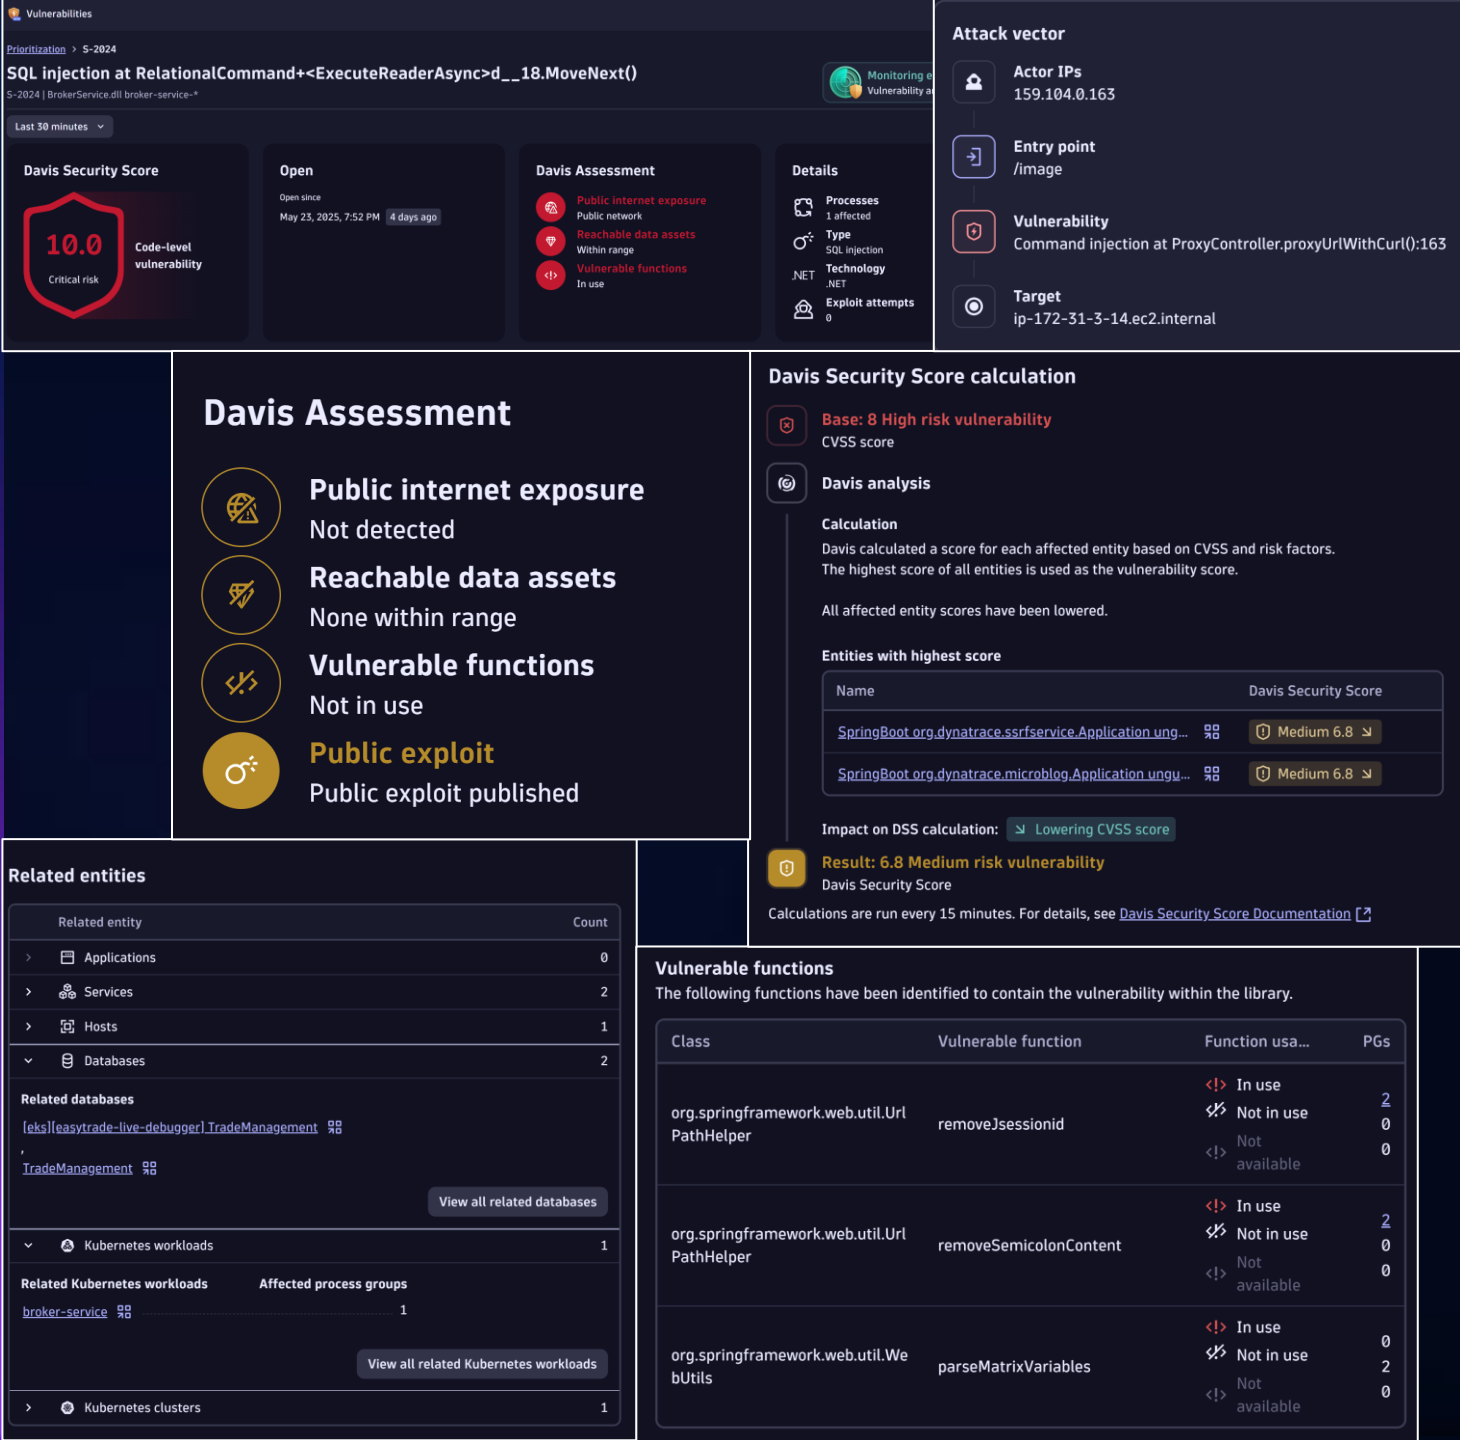 Vulnerabilities
Prioritization > S-2024
SQL injection at RelationalCommand+<ExecuteReaderAsync>d__18.MoveNext()
S-2024 | BrokerService.dll broker-service-*
Monitoring e
Vulnerability a
Last 30 minutes
Davis Security Score
10.0
Critical risk
Code-level
vulnerability
Open
Open since
May 23, 2025, 7:52 PM 4 days ago
Davis Assessment
Public internet exposure
Public network
Reachable data assets
Within range
Vulnerable functions
In use
Details
Processes
1 affected
Type
SQL injection
.NET Technology
.NET
Exploit attempts
0
Attack vector
Actor IPs
159.104.0.163
Entry point
/image
Vulnerability
Command injection at ProxyController.proxyUrlWithCurl():163
Target
ip-172-31-3-14.ec2.internal
Davis Assessment
Public internet exposure
Not detected
Reachable data assets
None within range
Vulnerable functions
Not in use
Public exploit
Public exploit published
Davis Security Score calculation
Base: 8 High risk vulnerability
CVSS score
Davis analysis
Calculation
Davis calculated a score for each affected entity based on CVSS and risk factors.
The highest score of all entities is used as the vulnerability score.
All affected entity scores have been lowered.
Entities with highest score
Name Davis Security Score
SpringBoot org.dynatrace.ssrfservice.Application ung... Medium 6.8
SpringBoot org.dynatrace.microblog.Application ungu... Medium 6.8
Impact on DSS calculation: Lowering CVSS score
Result: 6.8 Medium risk vulnerability
Davis Security Score
Calculations are run every 15 minutes. For details, see Davis Security Score Documentation
Related entities
Related entity Count
Applications 0
Services 2
Hosts 1
Databases 2
Related databases
[eks][easytrade-live-debugger] TradeManagement
,
TradeManagement
View all related databases
Kubernetes workloads 1
Related Kubernetes workloads Affected process groups
broker-service 1
View all related Kubernetes workloads
Kubernetes clusters 1
Vulnerable functions
The following functions have been identified to contain the vulnerability within the library.
Class Vulnerable function Function usa... PGs
org.springframework.web.util.Url
PathHelper
removeJsessionid
In use 2
Not in use 0
Not
available 0
org.springframework.web.util.Url
PathHelper
removeSemicolonContent
In use 2
Not in use 0
Not
available 0
org.springframework.web.util.We
bUtils
parseMatrixVariables
In use 0
Not in use 2
Not
available 0